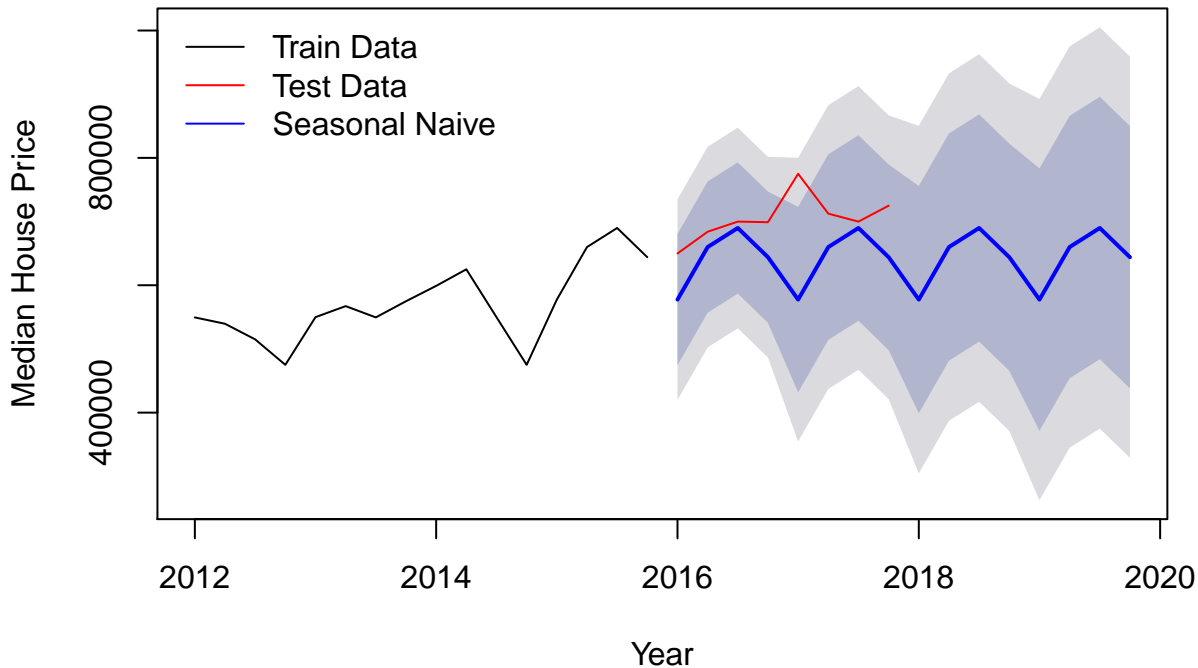 Train Data
Test Data
Seasonal Naive
Median House Price
800000
400000
2012 2014 2016 2018 2020
Year